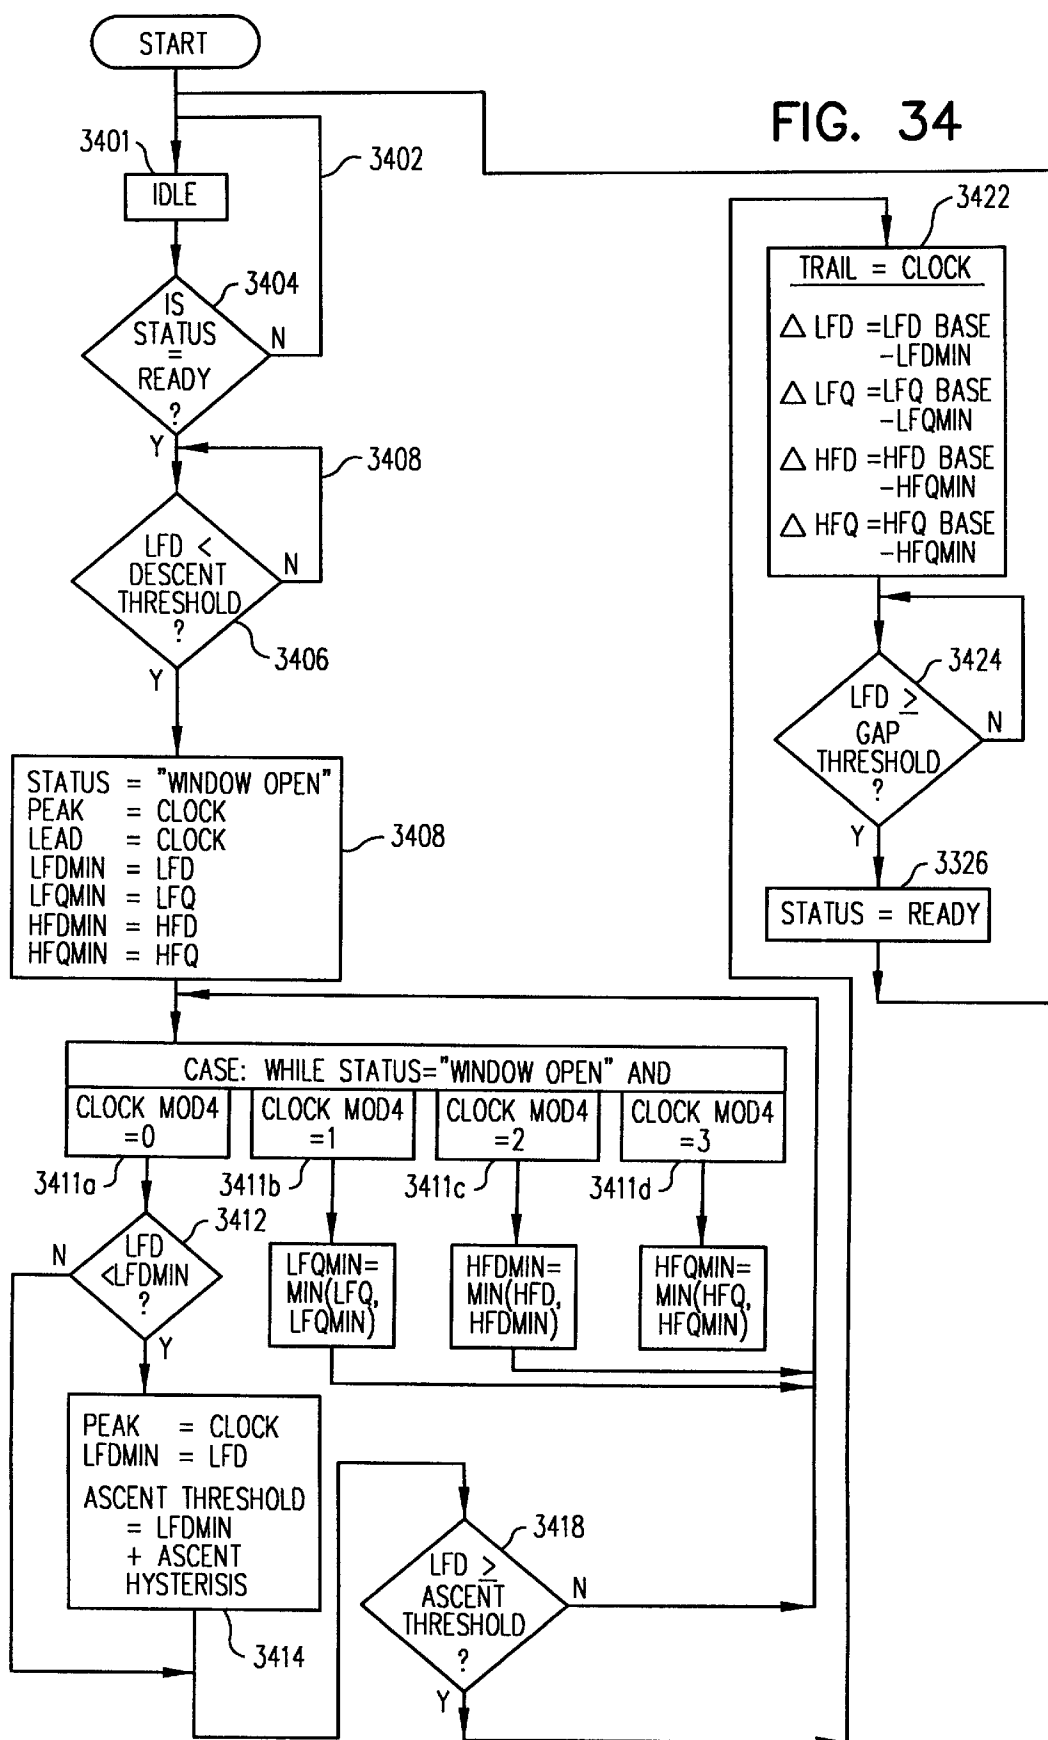 START
FIG. 34
3401
3402
IDLE
3404
IS
STATUS
=
READY
?
N
Y
3408
LFD <
DESCENT
THRESHOLD
?
N
3406
Y
STATUS = "WINDOW OPEN"
PEAK = CLOCK
LEAD = CLOCK
LFDMIN = LFD
LFQMIN = LFQ
HFDMIN = HFD
HFQMIN = HFQ
3408
CASE: WHILE STATUS="WINDOW OPEN" AND
CLOCK MOD4
=0
CLOCK MOD4
=1
CLOCK MOD4
=2
CLOCK MOD4
=3
3411a
3411b
3411c
3411d
3412
N
LFD
<LFDMIN
?
Y
LFQMIN=
MIN(LFQ,
LFQMIN)
HFDMIN=
MIN(HFD,
HFDMIN)
HFQMIN=
MIN(HFQ,
HFQMIN)
PEAK = CLOCK
LFDMIN = LFD
ASCENT THRESHOLD
= LFDMIN
+ ASCENT
HYSTERISIS
3414
3418
LFD ≥
ASCENT
THRESHOLD
?
N
Y
3422
TRAIL = CLOCK
△ LFD =LFD BASE
-LFDMIN
△ LFQ =LFQ BASE
-LFQMIN
△ HFD =HFD BASE
-HFQMIN
△ HFQ =HFQ BASE
-HFQMIN
3424
LFD ≥
GAP
THRESHOLD
?
N
Y
3326
STATUS = READY